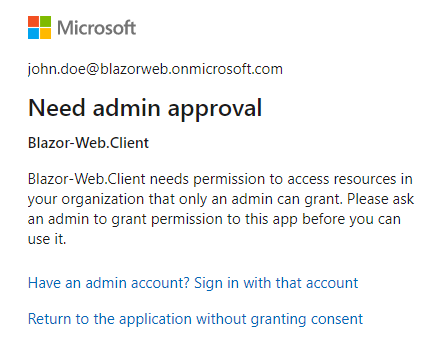 Microsoft
john.doe@blazorweb.onmicrosoft.com
Need admin approval
Blazor-Web.Client
Blazor-Web.Client needs permission to access resources in
your organization that only an admin can grant. Please ask
an admin to grant permission to this app before you can
use it.
Have an admin account? Sign in with that account
Return to the application without granting consent